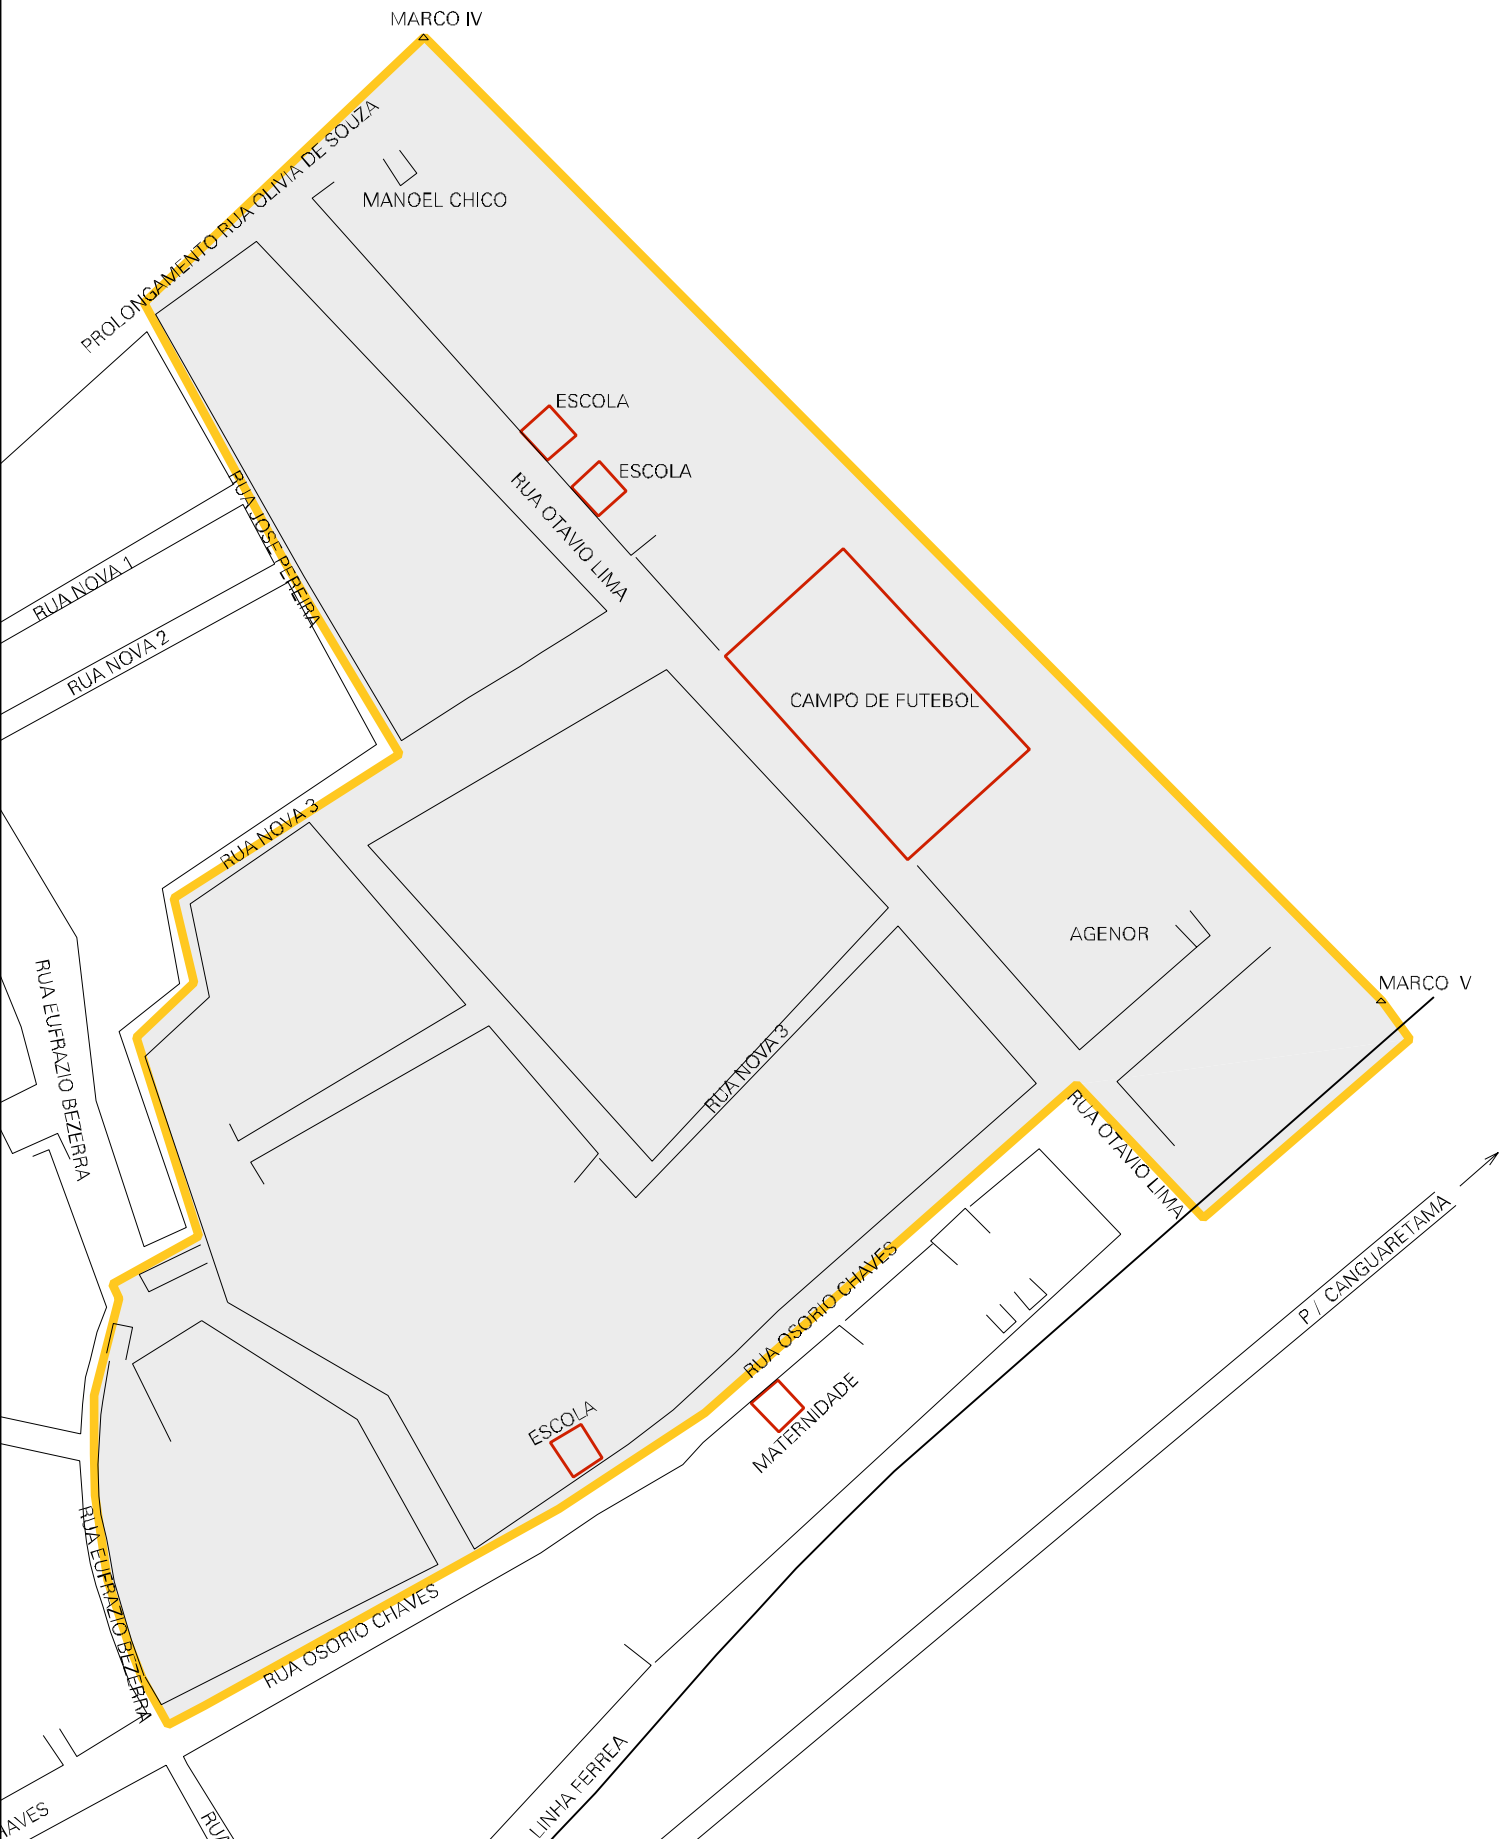 MARCO IV
PROLONGAMENTO RUA OLIVIA DE SOUZA
MANOEL CHICO
ESCOLA
ESCOLA
RUA OTAVIO LIMA
RUA JOSE PEREIRA
RUA NOVA 1
RUA NOVA 2
CAMPO DE FUTEBOL
RUA NOVA 3
AGENOR
MARCO V
RUA EUFRAZIO BEZERRA
RUA NOVA 3
RUA OTAVIO LIMA
P / CANGUARETAMA
RUA OSORIO CHAVES
MATERNIDADE
ESCOLA
RUA EUFRAZIO BEZERRA
RUA OSORIO CHAVES
LINHA FERREA
HAVES
RUA